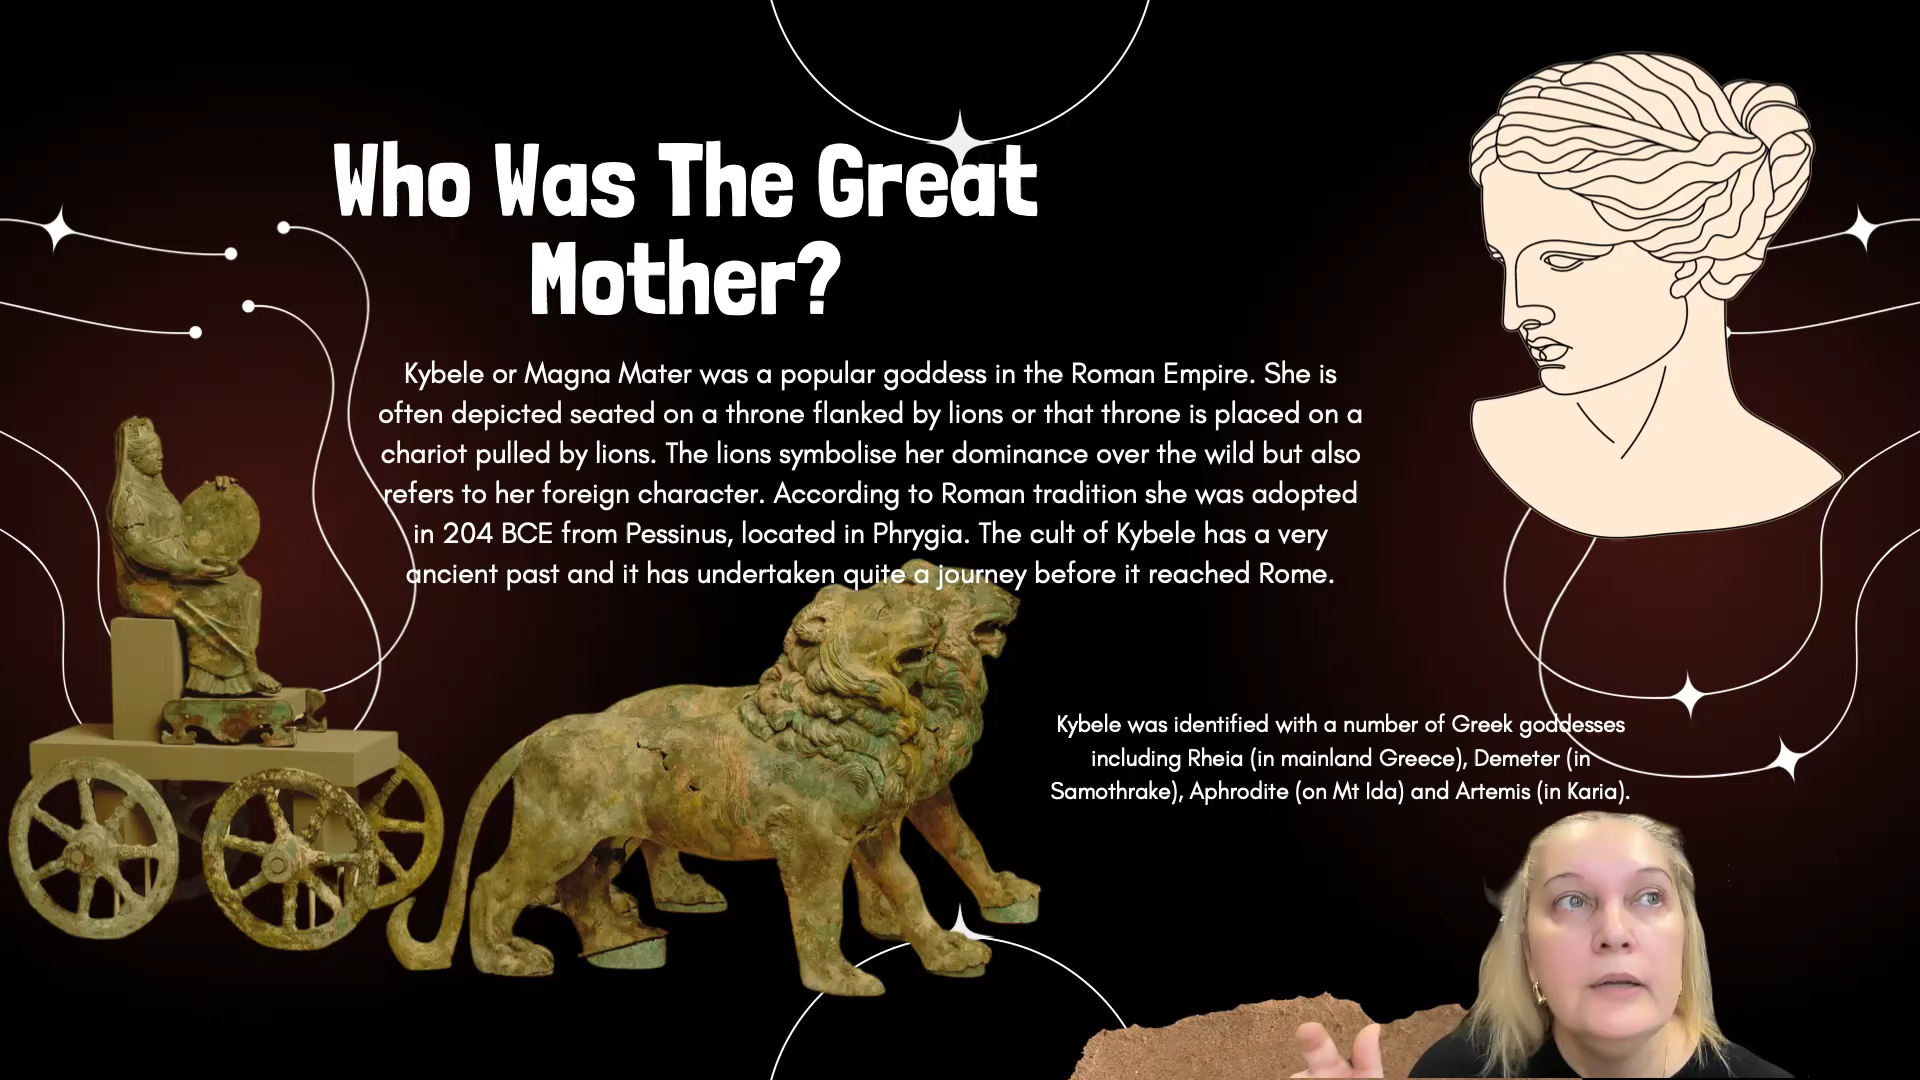 Who Was The Great
Mother?
Kybele or Magna Mater was a popular goddess in the Roman Empire. She is
often depicted seated on a throne flanked by lions or that throne is placed on a
chariot pulled by lions. The lions symbolise her dominance over the wild but also
refers to her foreign character. According to Roman tradition she was adopted
in 204 BCE from Pessinus, located in Phrygia. The cult of Kybele has a very
ancient past and it has undertaken quite a journey before it reached Rome.
Kybele was identified with a number of Greek goddesses
including Rheia (in mainland Greece), Demeter (in
Samothrake), Aphrodite (on Mt Ida) and Artemis (in Karia).